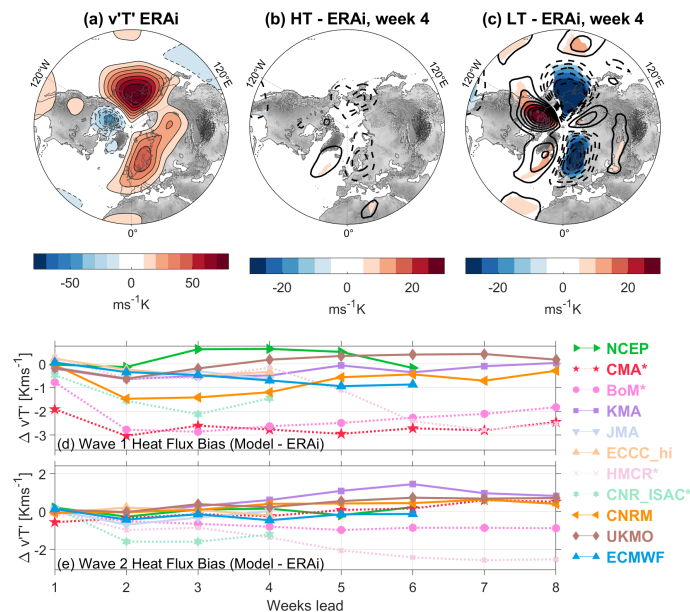 (a) v'T' ERAi
(b) HT - ERAi, week 4
(c) LT - ERAi, week 4
120°W 120°E
120°W 120°E
120°W 120°E
0° 0° 0°
-50 0 50
-20 0 20
-20 0 20
ms⁻¹K
ms⁻¹K
ms⁻¹K
Δ v'T' [Kms⁻¹]
0
-1
-2
-3
(d) Wave 1 Heat Flux Bias (Model - ERAi)
Δ v'T' [Kms⁻¹]
2
0
-2
(e) Wave 2 Heat Flux Bias (Model - ERAi)
1 2 3 4 5 6 7 8
Weeks lead
NCEP
CMA*
BoM*
KMA
JMA
ECCC_hi
HMCR*
CNR_ISAC*
CNRM
UKMO
ECMWF